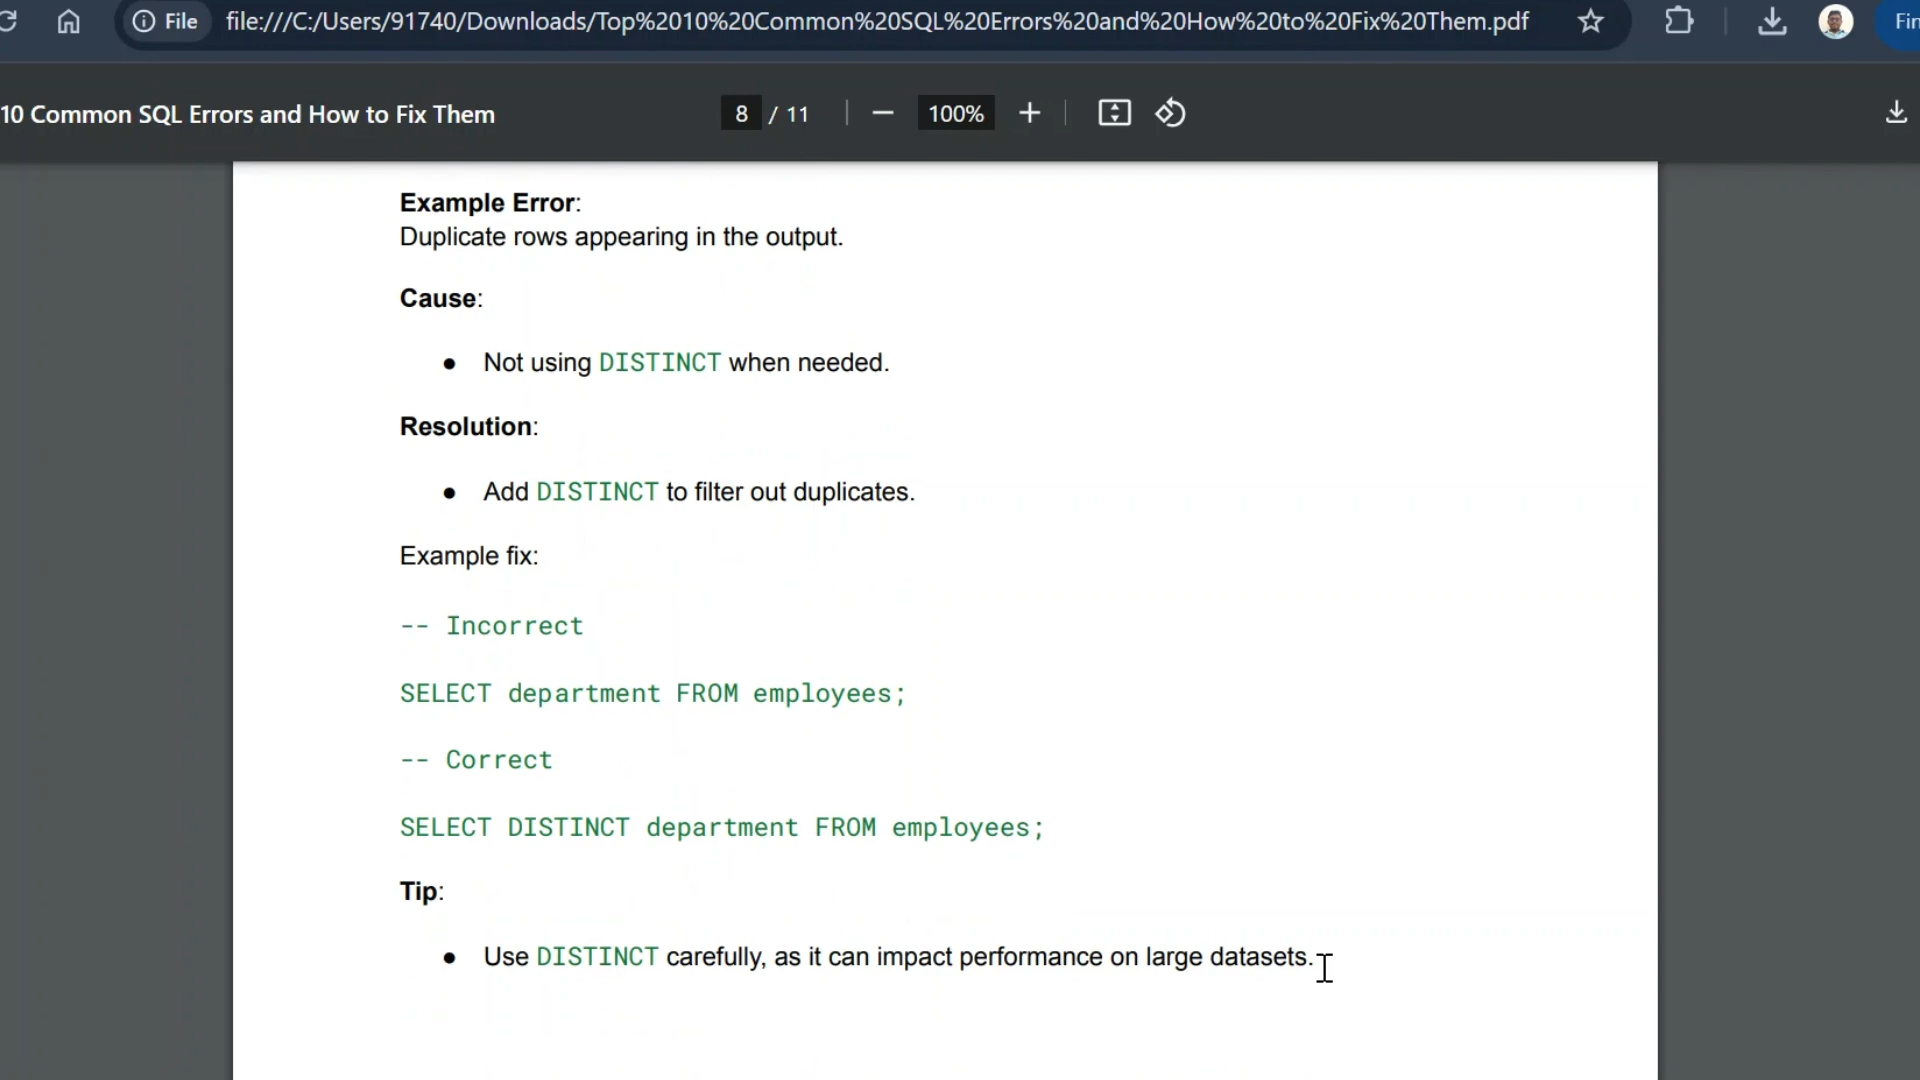 File
file:///C:/Users/91740/Downloads/Top%2010%20Common%20SQL%20Errors%20and%20How%20to%20Fix%20Them.pdf
Fin
10 Common SQL Errors and How to Fix Them
8 / 11
100%
Example Error:
Duplicate rows appearing in the output.
Cause:
● Not using DISTINCT when needed.
Resolution:
● Add DISTINCT to filter out duplicates.
Example fix:
-- Incorrect
SELECT department FROM employees;
-- Correct
SELECT DISTINCT department FROM employees;
Tip:
● Use DISTINCT carefully, as it can impact performance on large datasets.